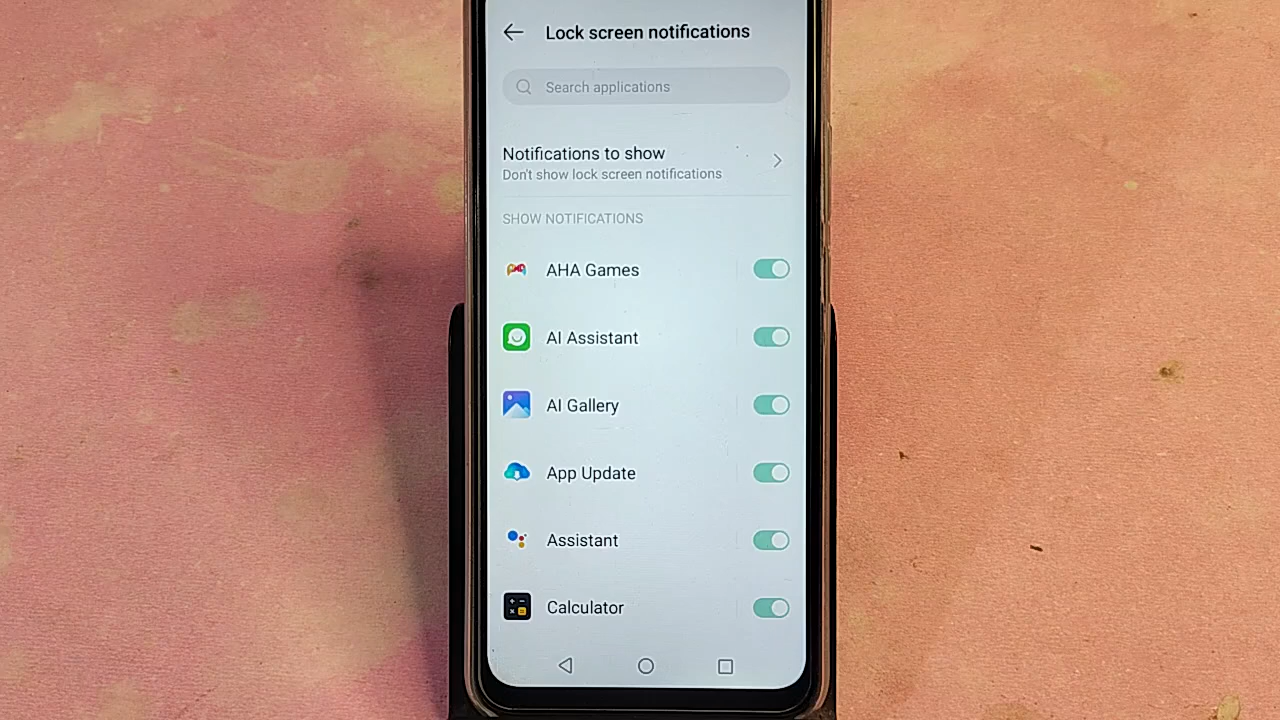 Lock screen notifications
Search applications
Notifications to show
Don't show lock screen notifications
SHOW NOTIFICATIONS
AHA Games
AI Assistant
AI Gallery
App Update
Assistant
Calculator